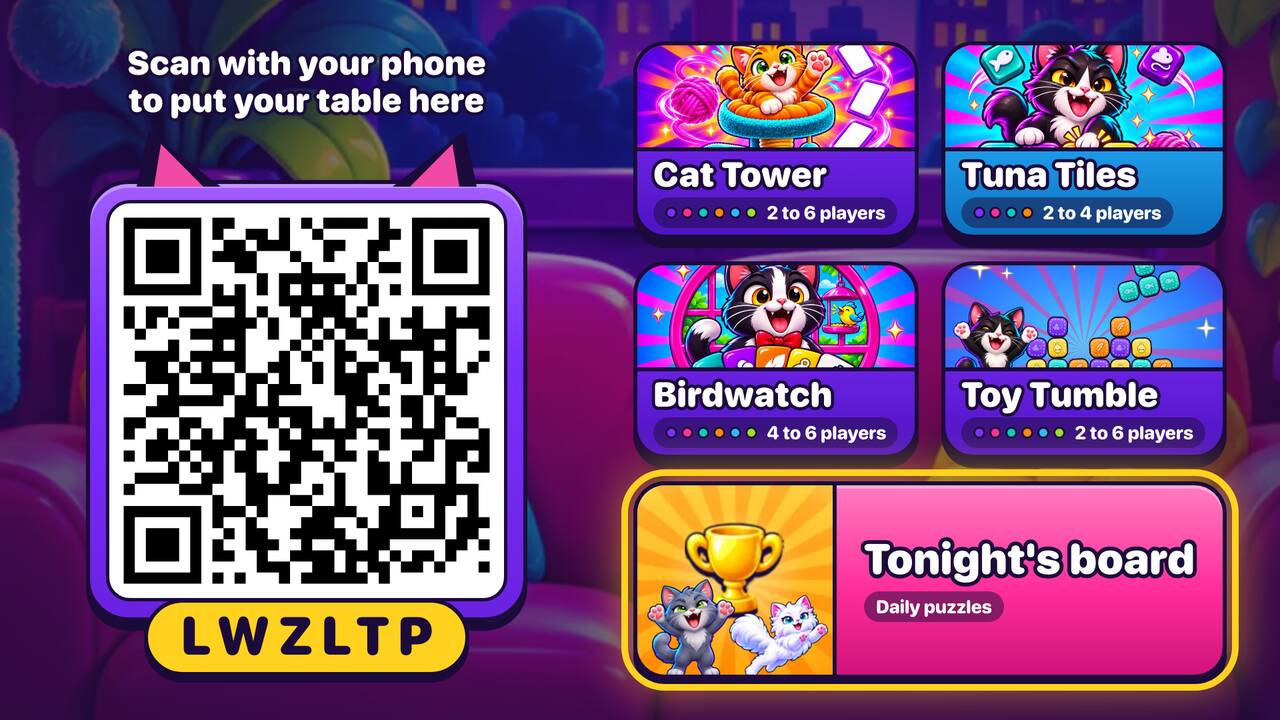 Scan with your phone
to put your table here
LWZLTP
Cat Tower
2 to 6 players
Tuna Tiles
2 to 4 players
Birdwatch
4 to 6 players
Toy Tumble
2 to 6 players
Tonight's board
Daily puzzles